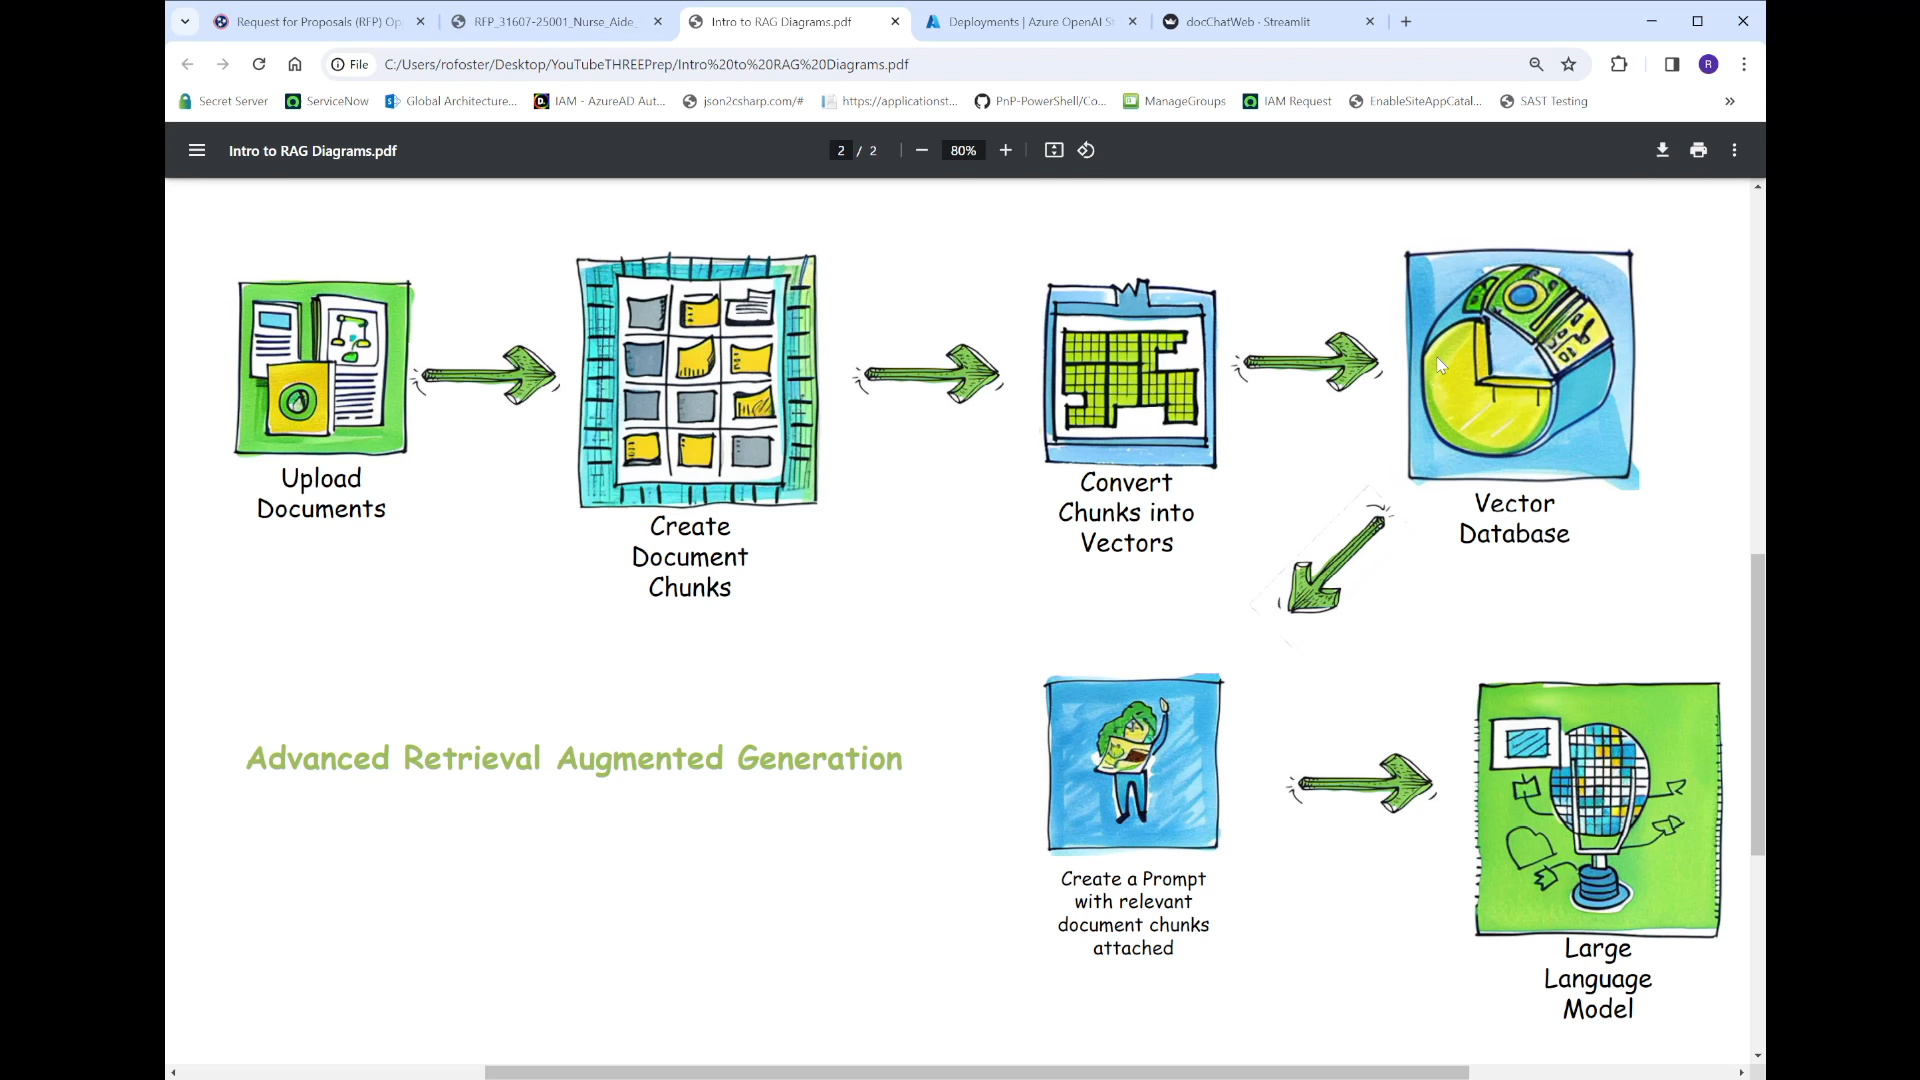 Request for Proposals (RFP) Op
RFP_31607-25001_Nurse_Aide_
Intro to RAG Diagrams.pdf
Deployments | Azure OpenAI St
docChatWeb · Streamlit
File
C:/Users/rofoster/Desktop/YouTubeTHREEPrep/Intro%20to%20RAG%20Diagrams.pdf
R
Secret Server
ServiceNow
Global Architecture...
IAM - AzureAD Aut...
json2csharp.com/#
https://applicationst...
PnP-PowerShell/Co...
ManageGroups
IAM Request
EnableSiteAppCatal...
SAST Testing
Intro to RAG Diagrams.pdf
2 / 2
80%
Upload
Documents
Create
Document
Chunks
Convert
Chunks into
Vectors
Vector
Database
Advanced Retrieval Augmented Generation
Create a Prompt
with relevant
document chunks
attached
Large
Language
Model